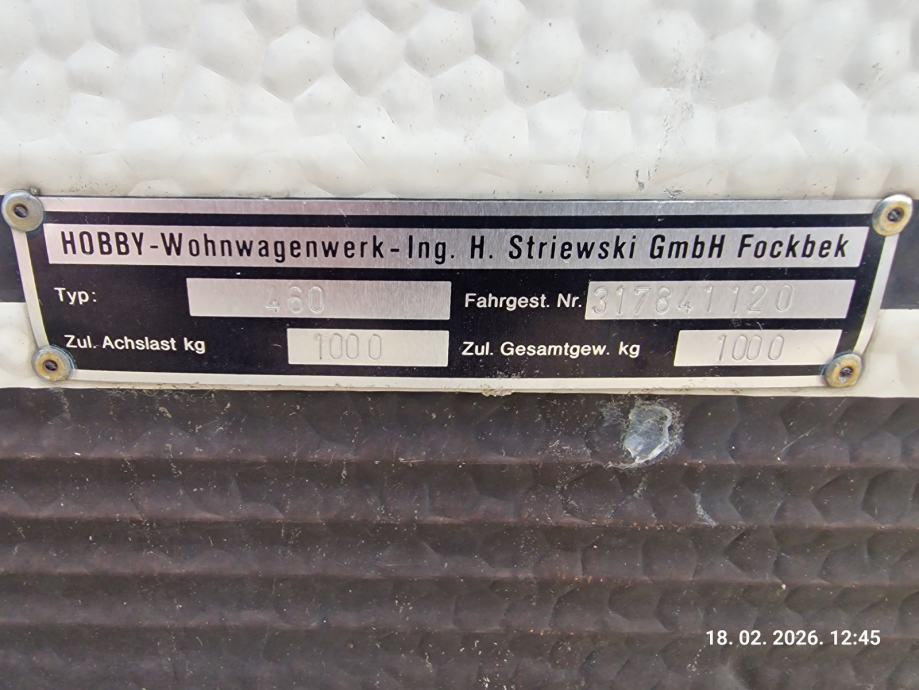 HOBBY-Wohnwagenwerk-Ing. H. Striewski GmbH Fockbek
Typ: 460 Fahrgest. Nr. 317841120
Zul. Achslast kg 1000 Zul. Gesamtgew. kg 1000
18. 02. 2026. 12:45